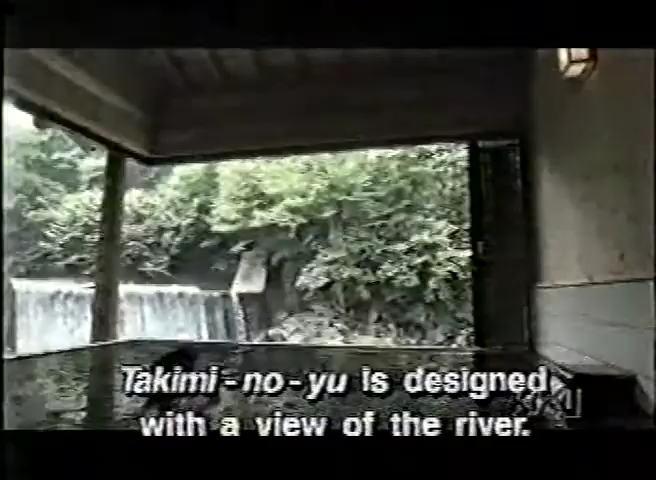 Takimi-no-yu is designed
with a view of the river.